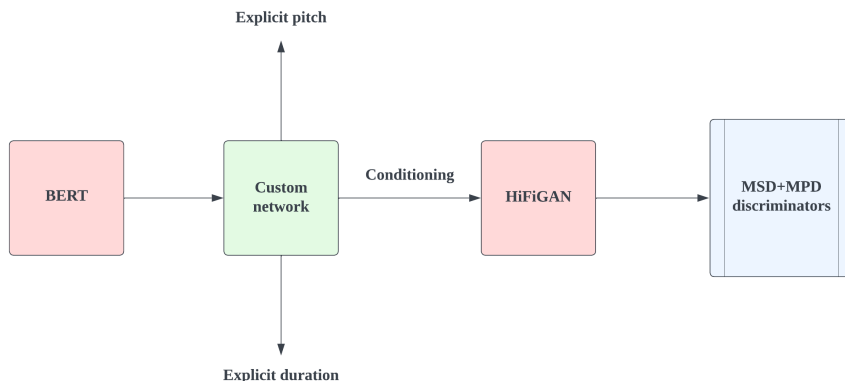 Explicit pitch
BERT
Custom
network
Conditioning
HiFiGAN
MSD+MPD
discriminators
Explicit duration